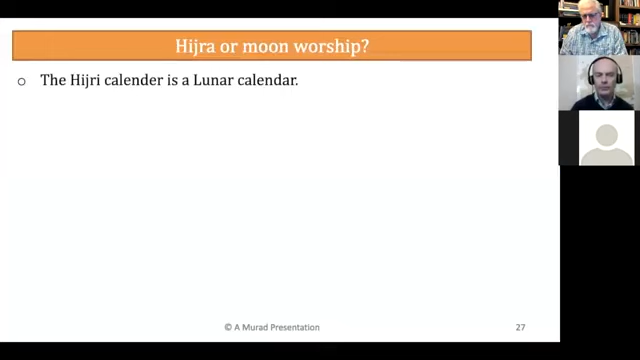 Hijra or moon worship?
o The Hijri calender is a Lunar calendar.
© A Murad Presentation 27